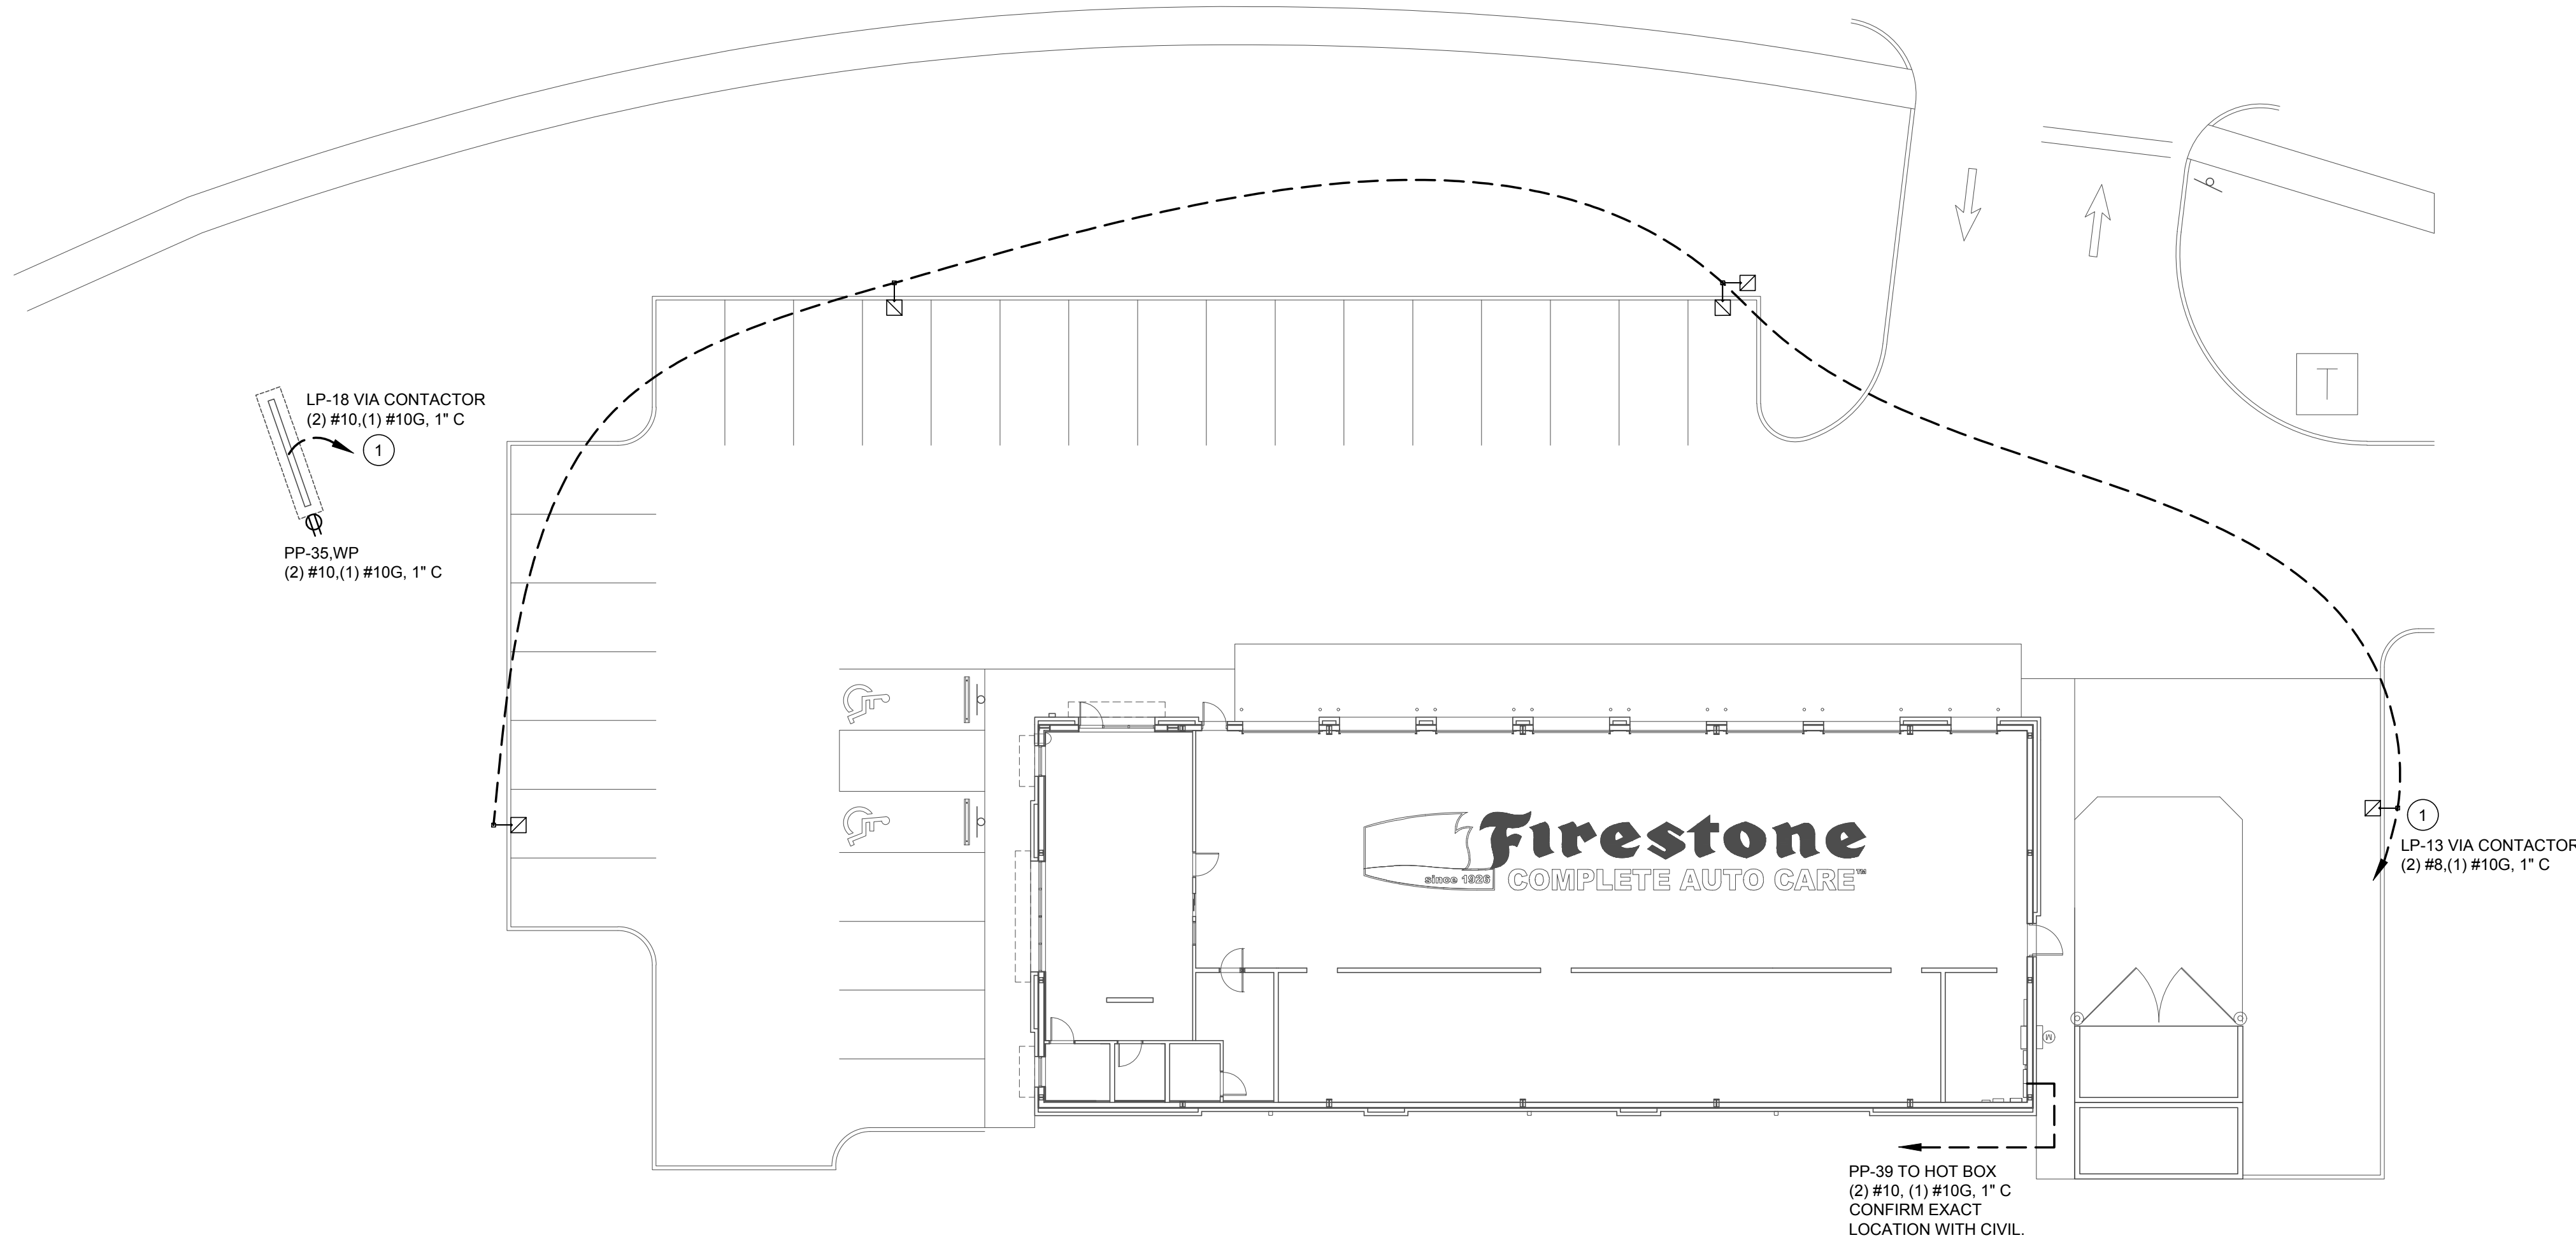 T
LP-18 VIA CONTACTOR
(2) #10,(1) #10G, 1" C
1
PP-35,WP
(2) #10,(1) #10G, 1" C
Firestone
since 1926
COMPLETE AUTO CARE™
1
LP-13 VIA CONTACTOR
(2) #8,(1) #10G, 1" C
M
PP-39 TO HOT BOX
(2) #10, (1) #10G, 1" C
CONFIRM EXACT
LOCATION WITH CIVIL.